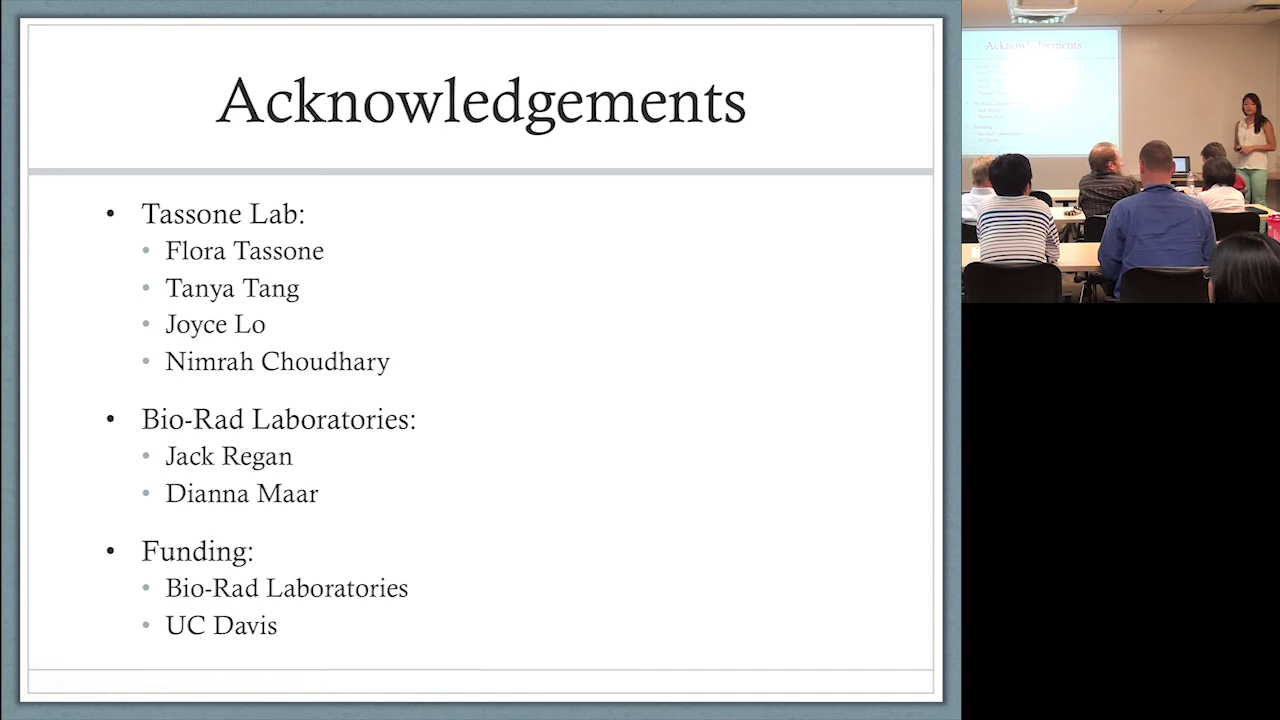 Acknowledgements
• Tassone Lab:
• Flora Tassone
• Tanya Tang
• Joyce Lo
• Nimrah Choudhary
• Bio-Rad Laboratories:
• Jack Regan
• Dianna Maar
• Funding:
• Bio-Rad Laboratories
• UC Davis
Acknowledgements